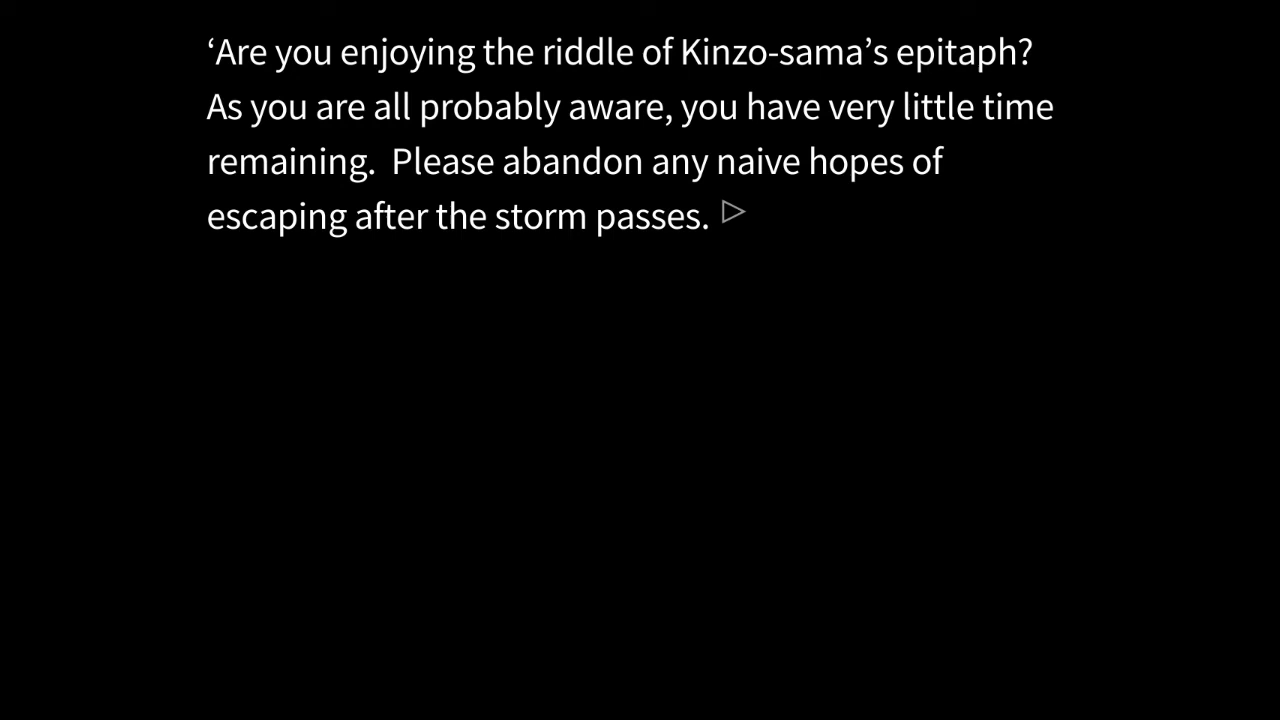 ‘Are you enjoying the riddle of Kinzo-sama’s epitaph?
As you are all probably aware, you have very little time
remaining.  Please abandon any naive hopes of
escaping after the storm passes.